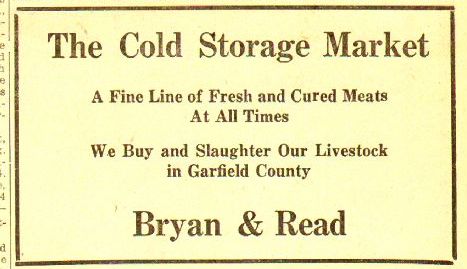 The Cold Storage Market
A Fine Line of Fresh and Cured Meats
At All Times
We Buy and Slaughter Our Livestock
in Garfield County
Bryan & Read